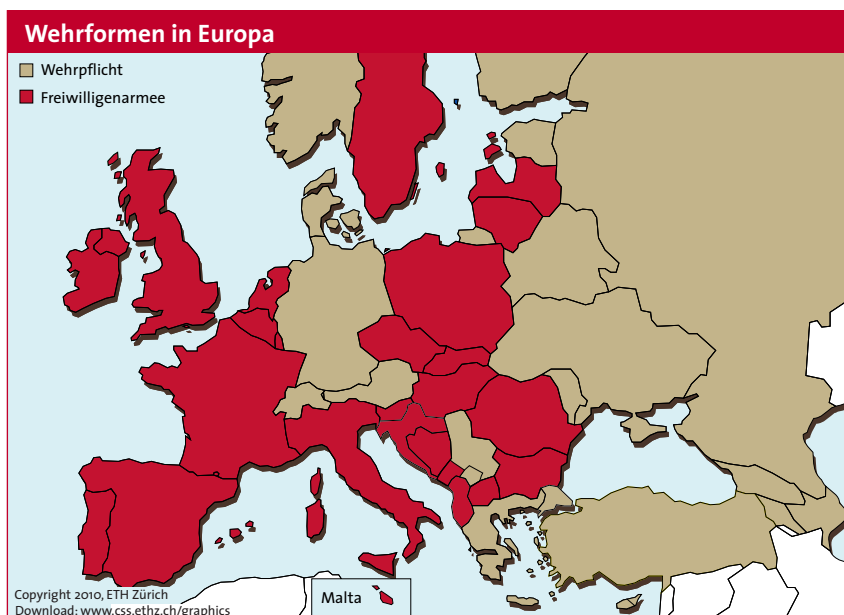 Wehrformen in Europa
Wehrpflicht
Freiwilligenarmee
Malta
Copyright 2010, ETH Zürich
Download: www.css.ethz.ch/graphics